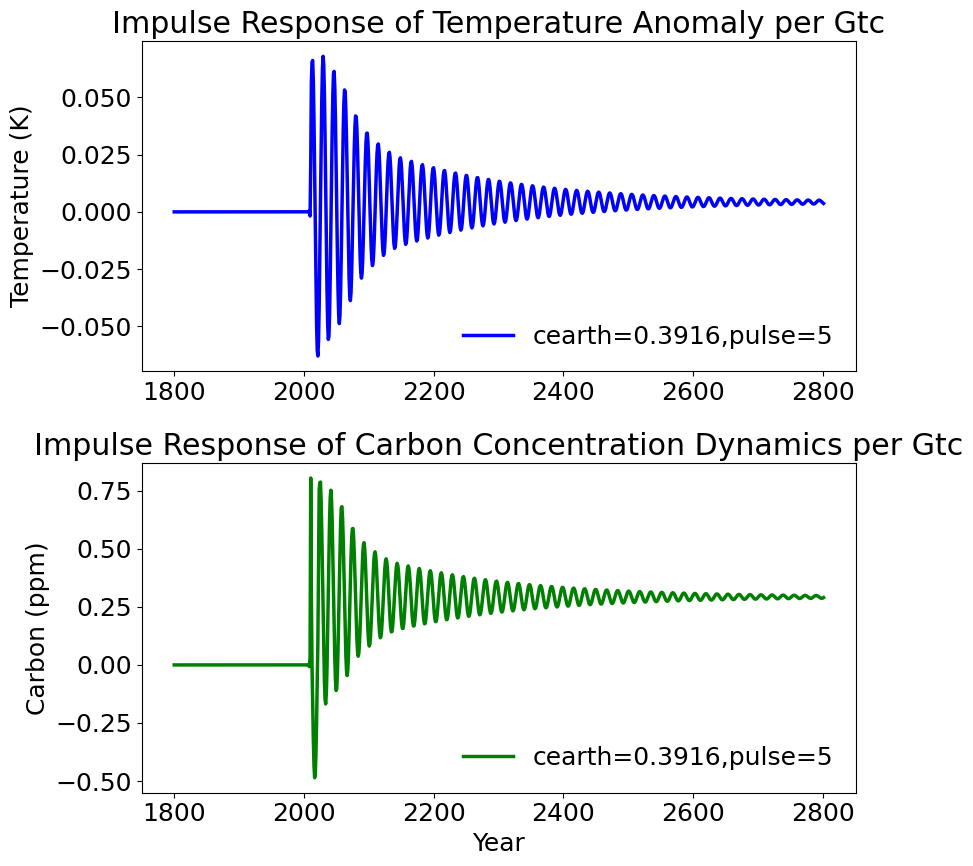 Impulse Response of Temperature Anomaly per Gtc
Temperature (K)
0.050
0.025
0.000
−0.025
−0.050
cearth=0.3916,pulse=5
1800 2000 2200 2400 2600 2800
Impulse Response of Carbon Concentration Dynamics per Gtc
Carbon (ppm)
0.75
0.50
0.25
0.00
−0.25
−0.50
cearth=0.3916,pulse=5
1800 2000 2200 2400 2600 2800
Year